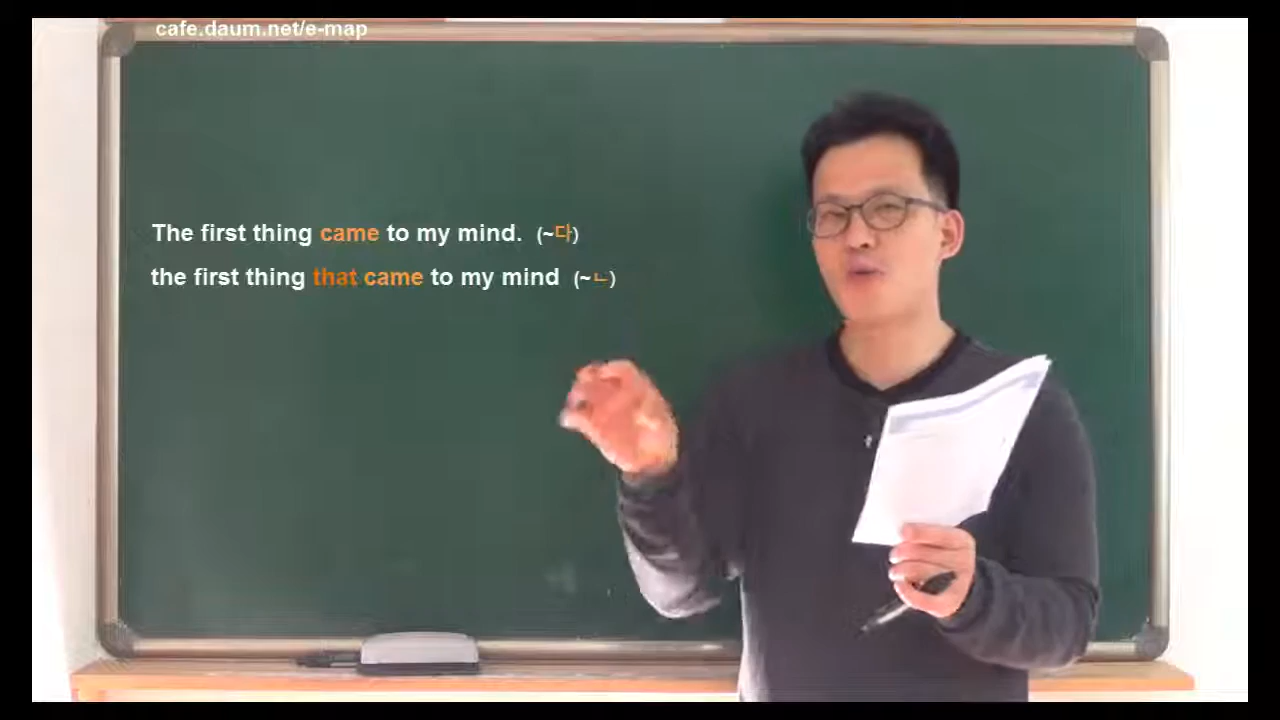 cafe.daum.net/e-map
The first thing came to my mind. (~다)
the first thing that came to my mind (~ㄴ)